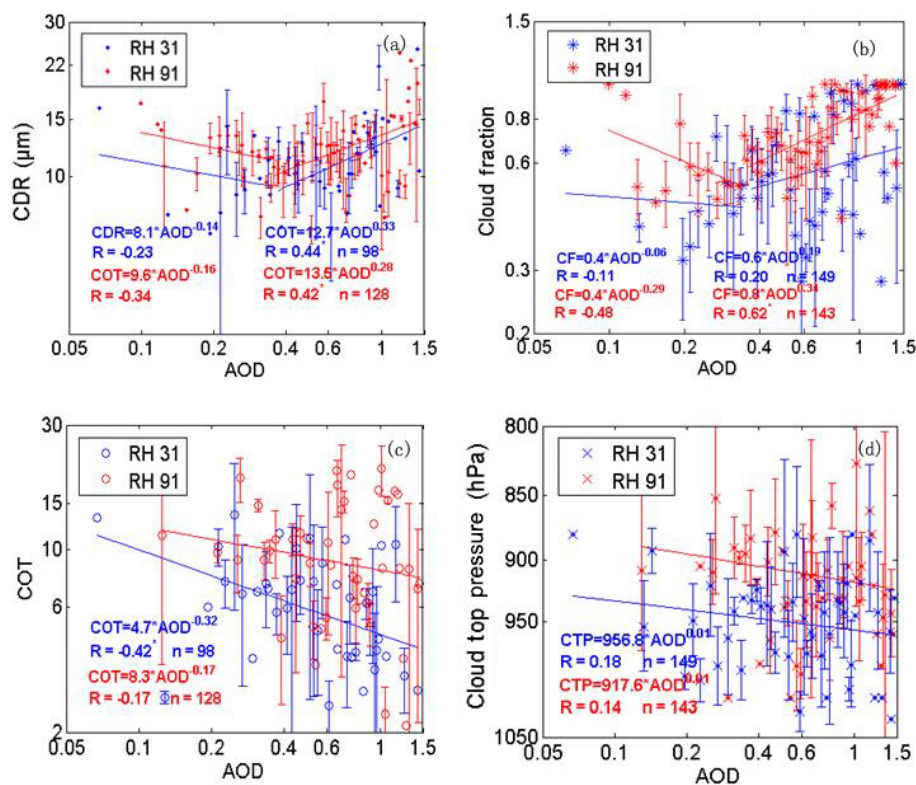 30
22
15
10
RH 31
RH 91
(a)
CDR (μm)
CDR=8.1*AOD-0.14
R = -0.23
COT=9.6*AOD-0.16
R = -0.34
COT=12.7*AOD0.33
R = 0.44* n = 98
COT=13.5*AOD0.28
R = 0.42* n = 128
0.05 0.1 0.2 0.4 0.6 1 1.5
AOD
1.5
0.8
0.6
0.3
0.2
RH 31
RH 91
(b)
Cloud fraction
CF=0.4*AOD-0.06
R = -0.11
CF=0.4*AOD-0.29
R = -0.48
CF=0.6*AOD0.19
R = 0.20 n = 149
CF=0.8*AOD0.34
R = 0.62* n = 143
0.05 0.1 0.2 0.4 0.6 1 1.5
AOD
30
15
10
6
2
RH 31
RH 91
(c)
COT
COT=4.7*AOD-0.32
R = -0.42* n = 98
COT=8.3*AOD-0.17
R = -0.17 n = 128
0.05 0.1 0.2 0.4 0.6 1 1.5
AOD
800
850
900
950
1050
RH 31
RH 91
(d)
Cloud top pressure (hPa)
CTP=956.8*AOD0.01
R = 0.18 n = 149
CTP=917.6*AOD0.01
R = 0.14 n = 143
0.05 0.1 0.2 0.4 0.6 1 1.5
AOD